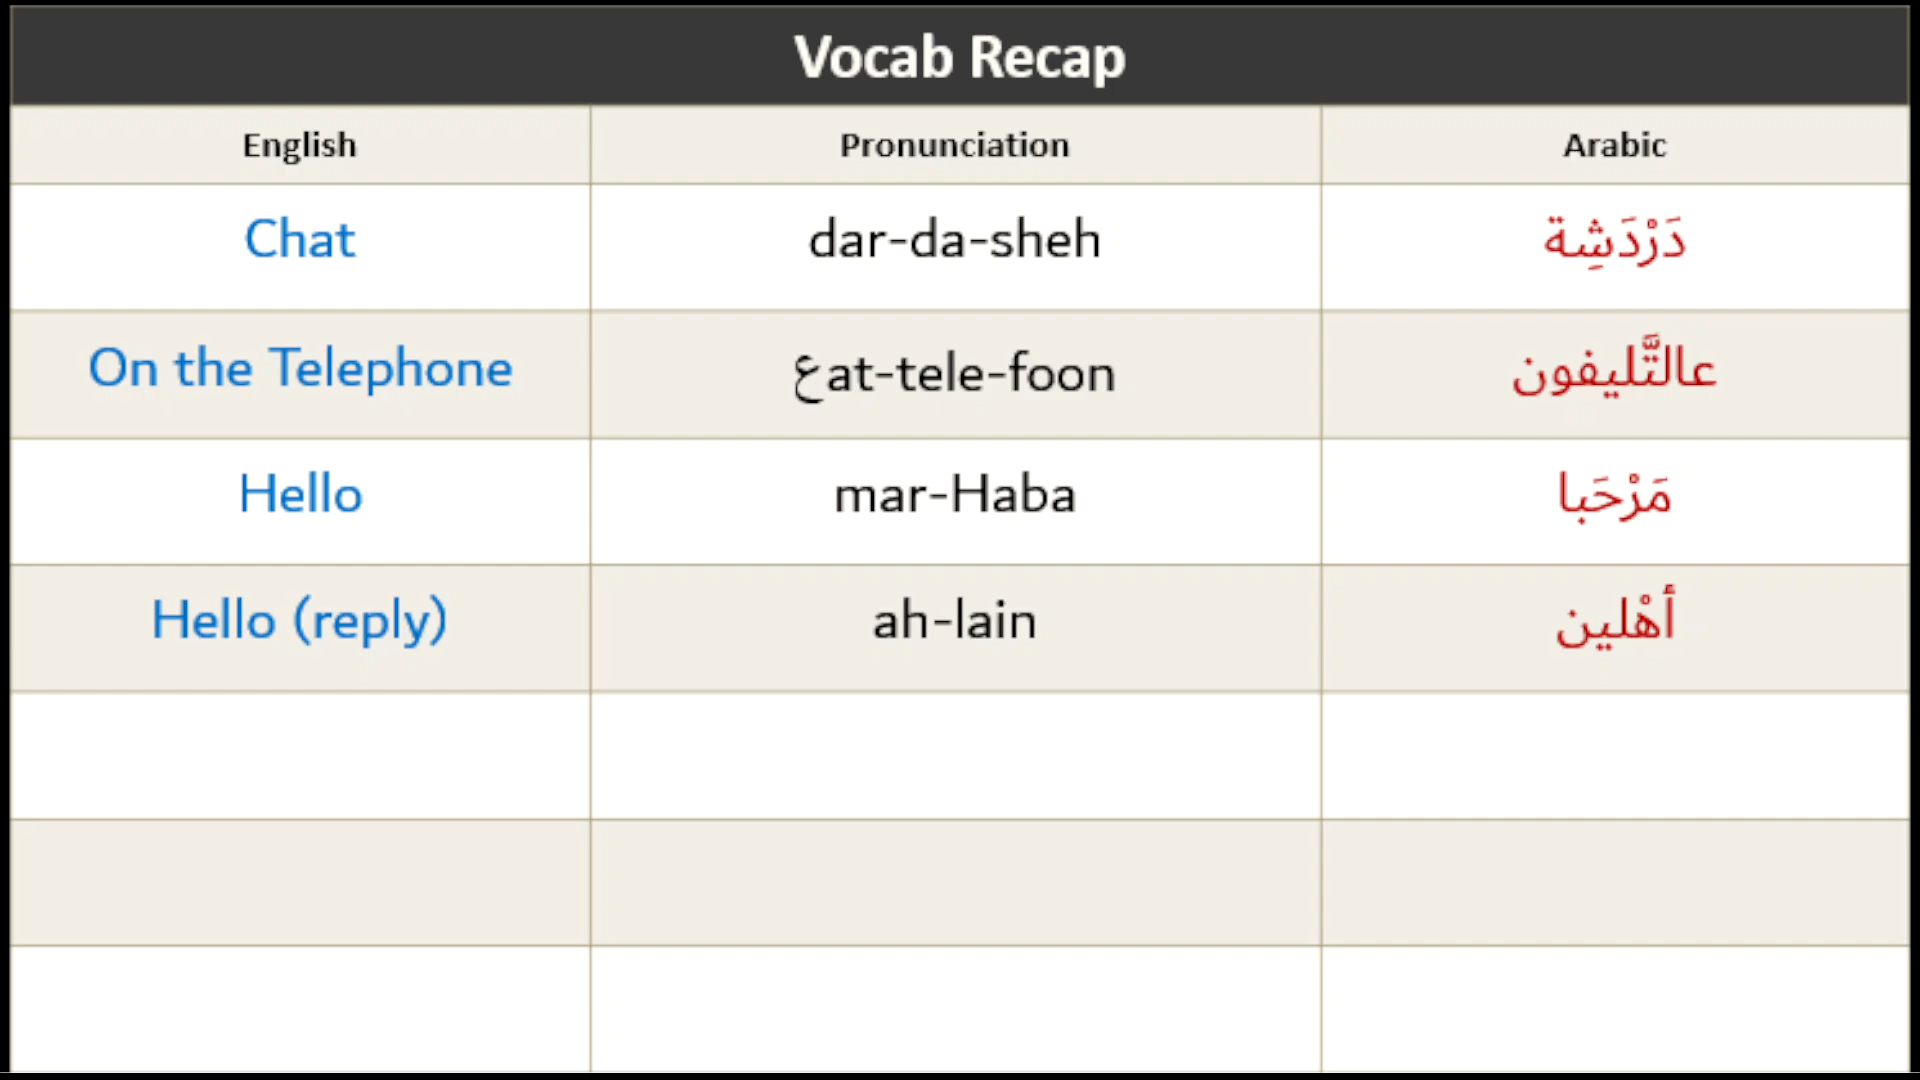 Vocab Recap
English Pronunciation Arabic
Chat dar-da-sheh دَرْدَشِة
On the Telephone عat-tele-foon عالتَّليفون
Hello mar-Haba مَرْحَبا
Hello (reply) ah-lain أهْلين